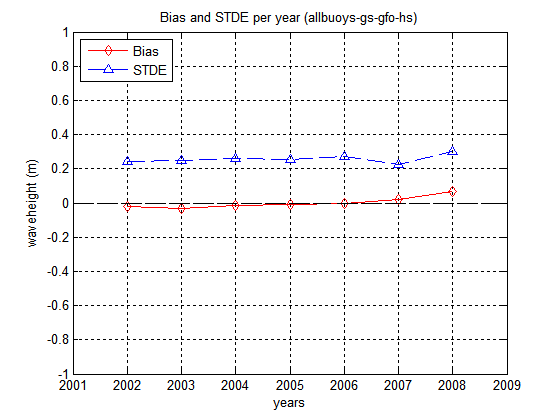 Bias and STDE per year (allbuoys-gs-gfo-hs)
1
0.8
0.6
0.4
0.2
0
-0.2
-0.4
-0.6
-0.8
-1
waveheight (m)
Bias
STDE
2001 2002 2003 2004 2005 2006 2007 2008 2009
years